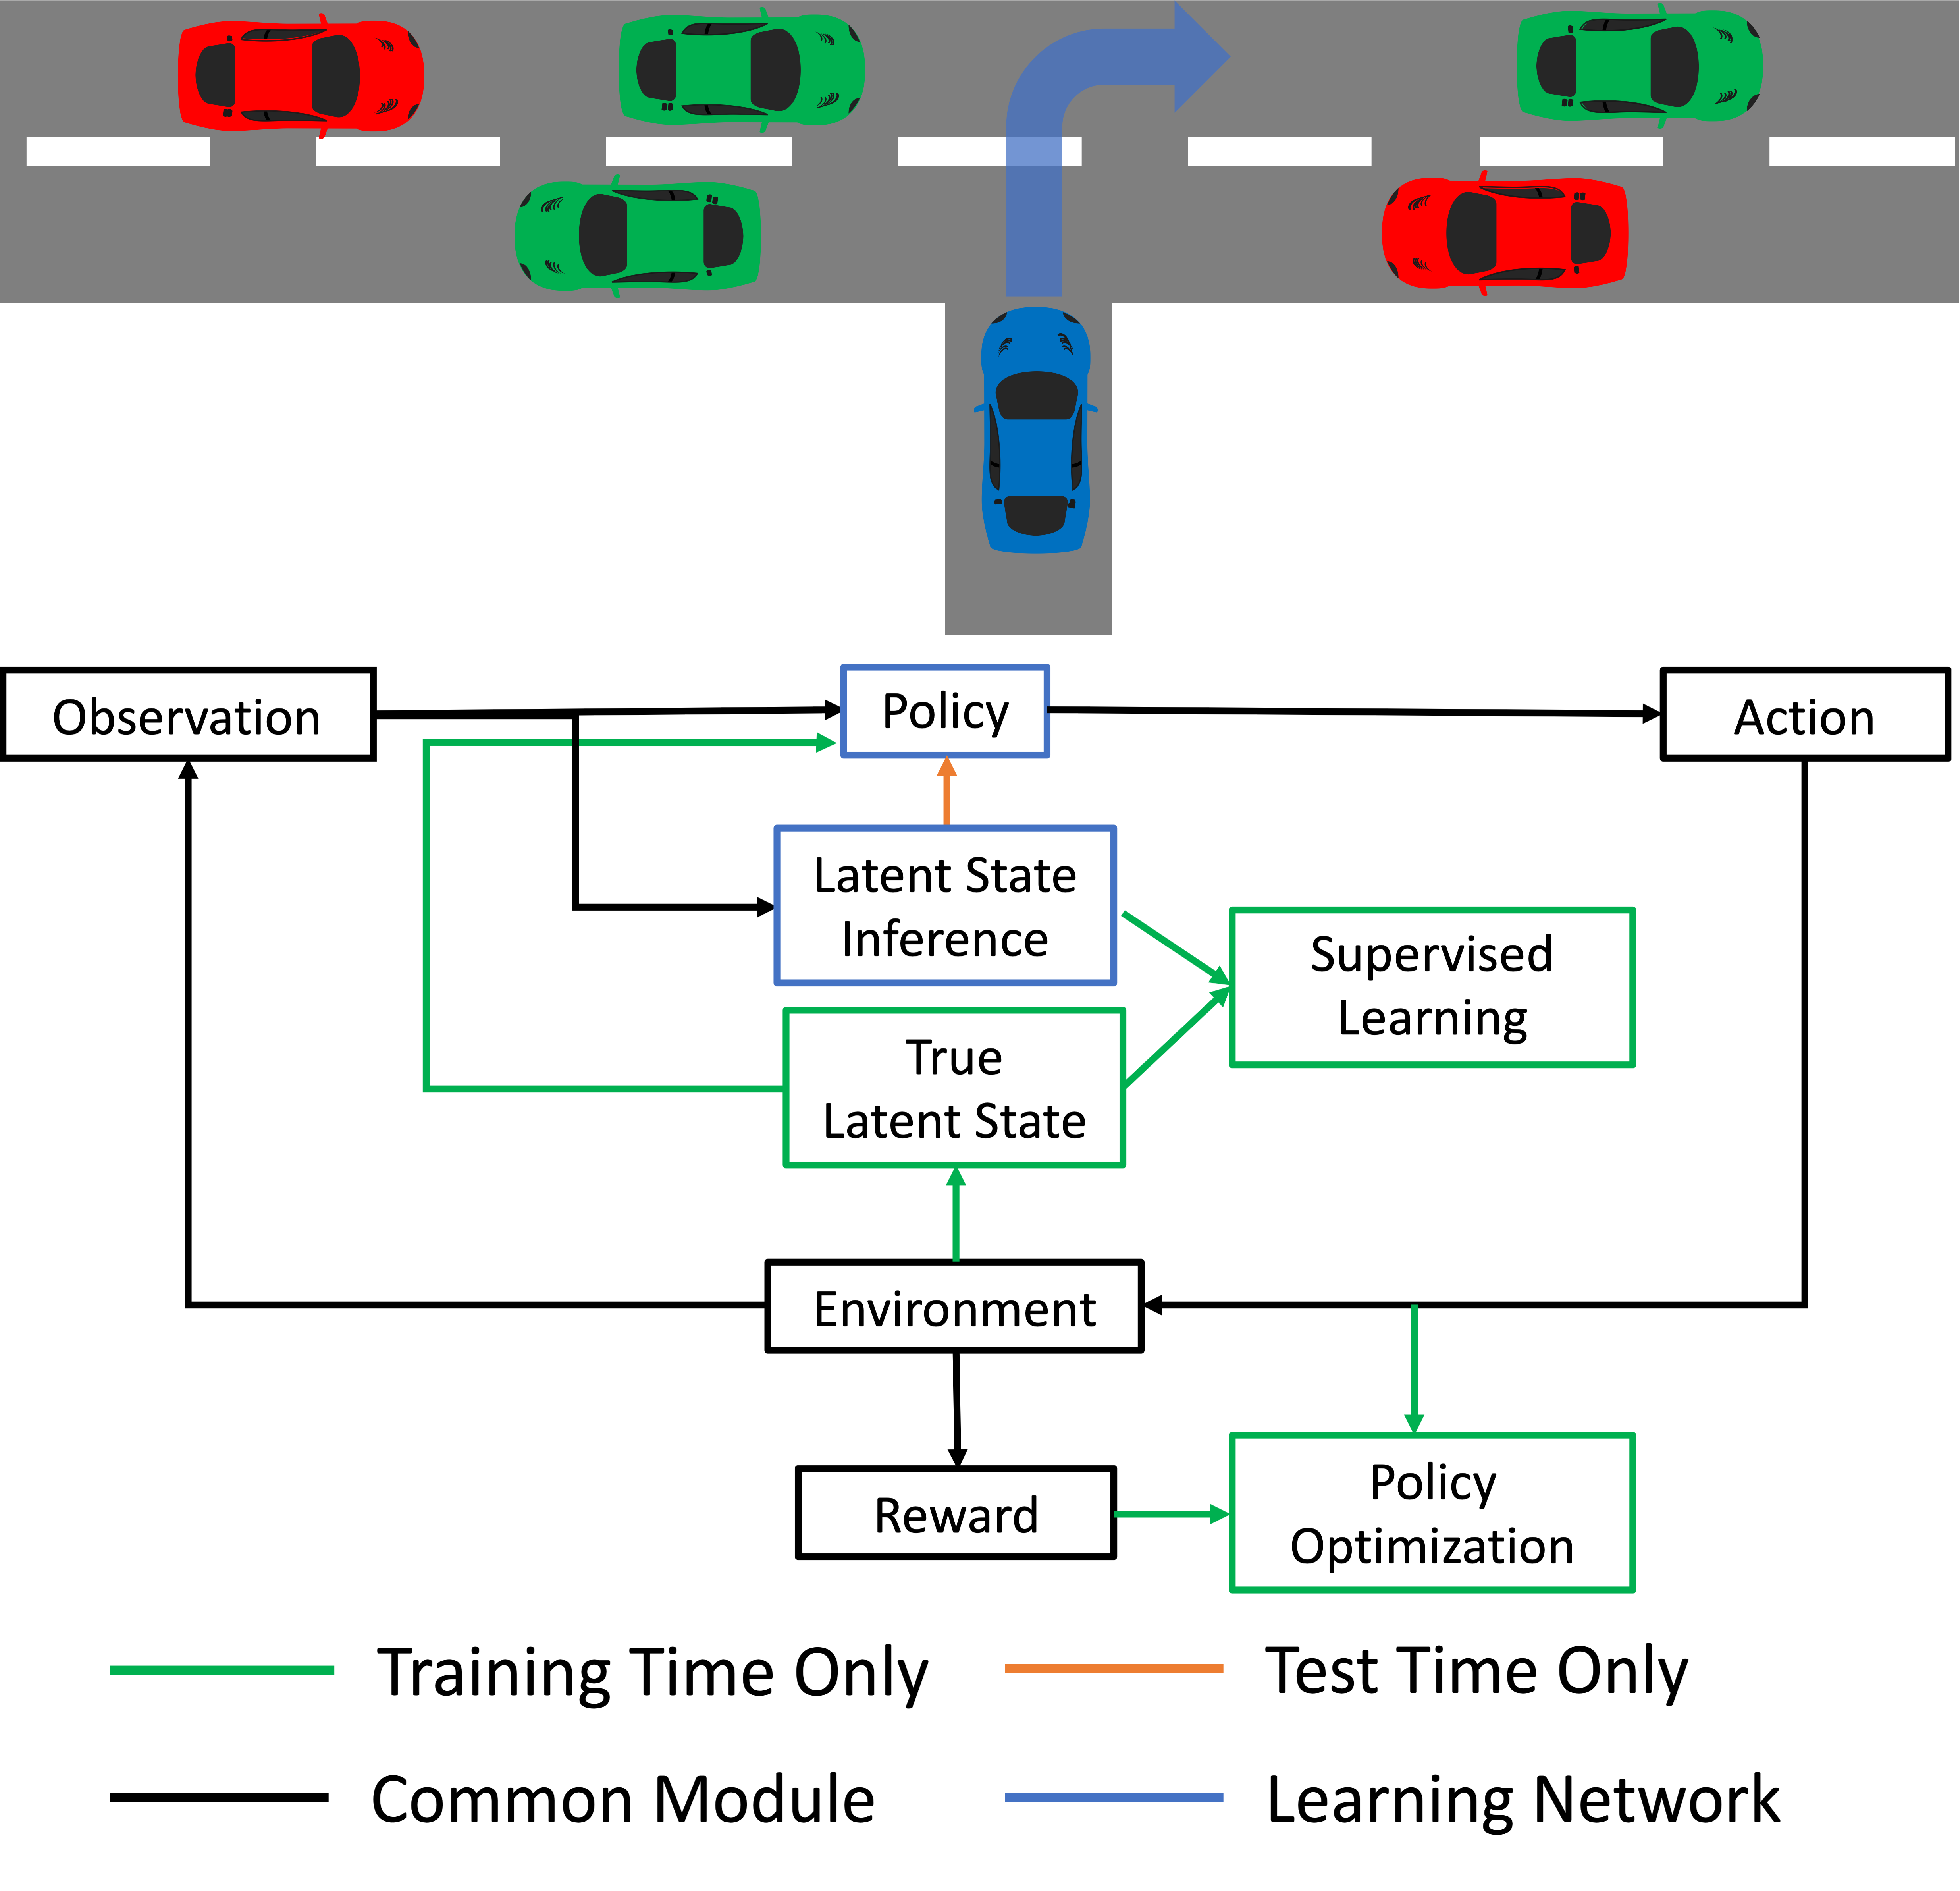 Observation
Policy
Action
Latent State
Inference
Supervised
Learning
True
Latent State
Environment
Reward
Policy
Optimization
Training Time Only
Test Time Only
Common Module
Learning Network